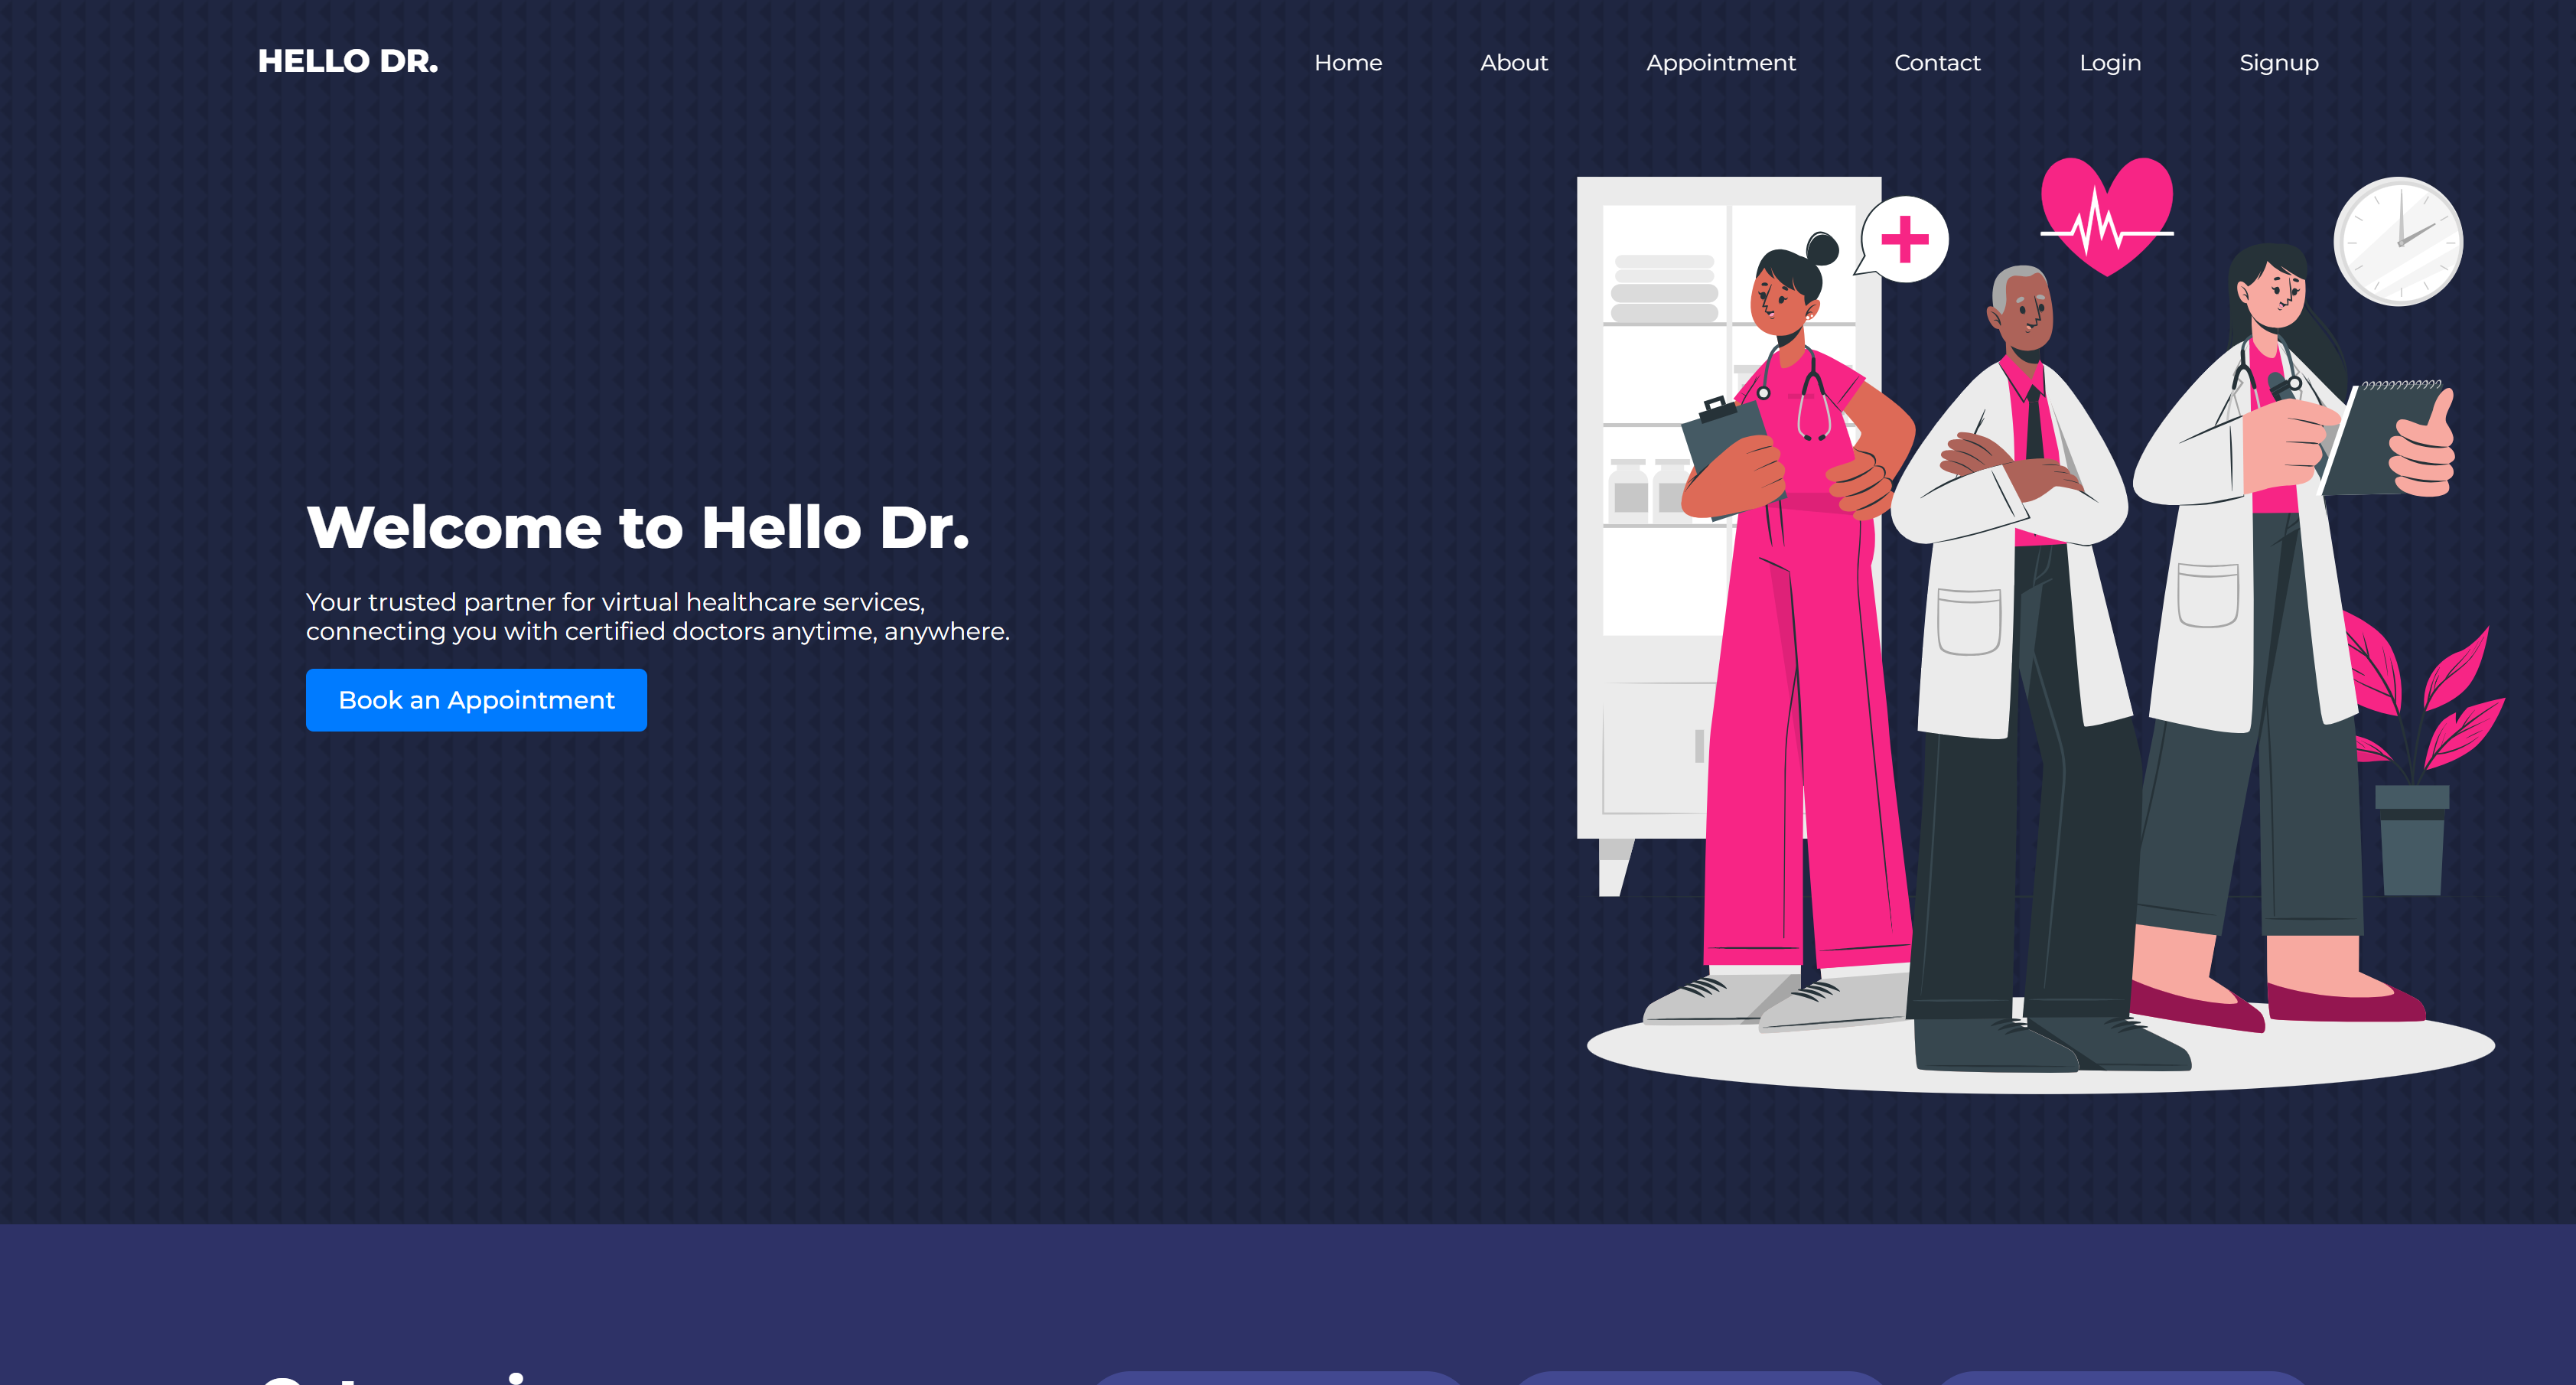 HELLO DR.
Home About Appointment Contact Login Signup
Welcome to Hello Dr.
Your trusted partner for virtual healthcare services,
connecting you with certified doctors anytime, anywhere.
Book an Appointment